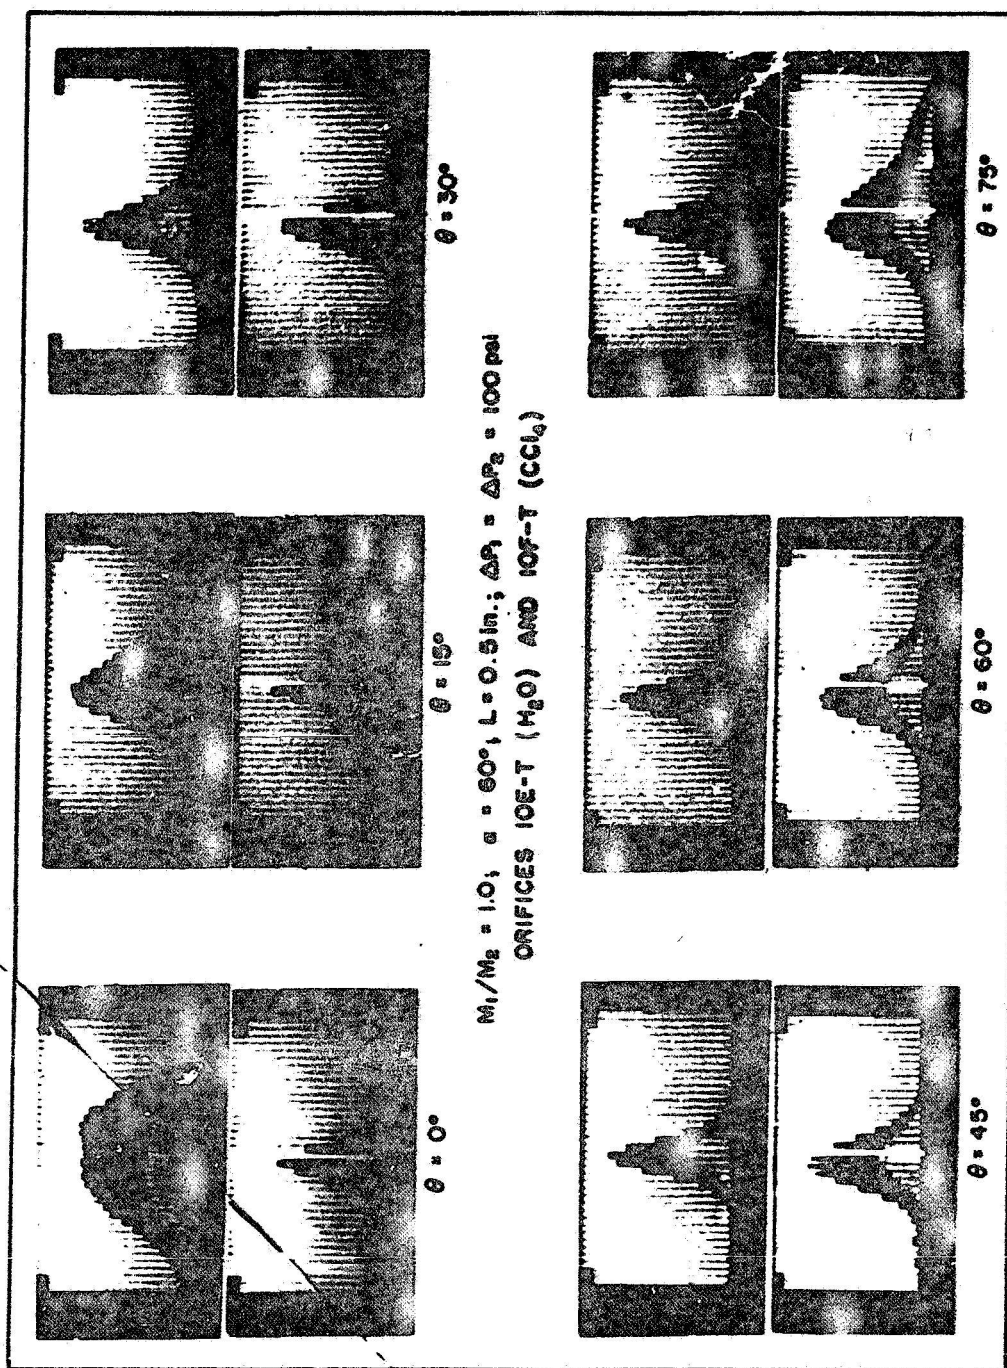 θ = 0°
θ = 15°
θ = 30°
M₁/M₂ = 1.0; α = 60°; L = 0.5 in.; ΔP₁ = ΔP₂ = 100 psi
ORIFICES 10E-T (H₂O) AND 10F-T (CCl₄)
θ = 45°
θ = 60°
θ = 75°